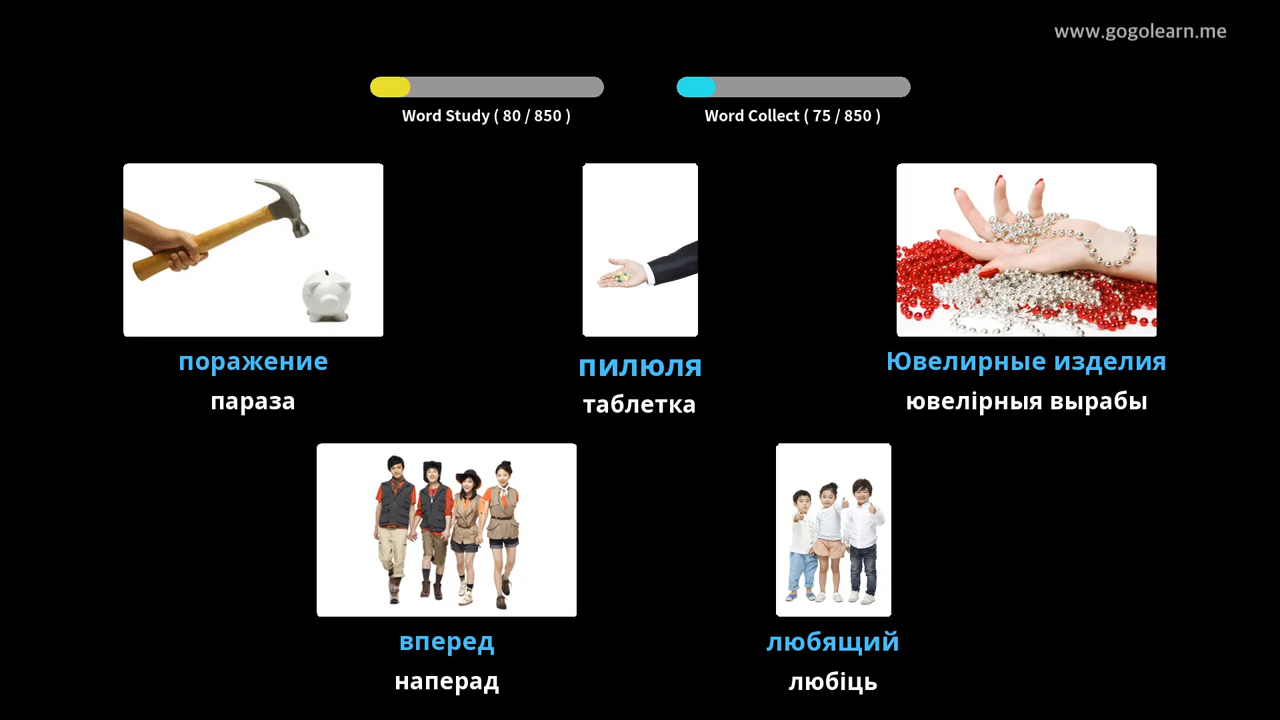 www.gogolearn.me
Word Study ( 80 / 850 )
Word Collect ( 75 / 850 )
поражение
пилюля
Ювелирные изделия
параза
таблетка
ювелірныя вырабы
вперед
любящий
наперад
любіць